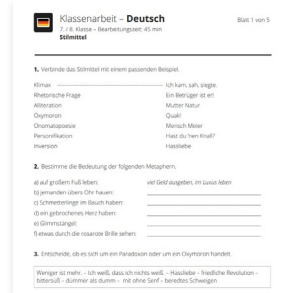 Klassenarbeit – Deutsch
Blatt 1 von 5
7. / 8. Klasse – Bearbeitungszeit: 45 min
Stilmittel
1. Verbinde das Stilmittel mit einem passenden Beispiel.
Klimax Ich kam, sah, siegte.
Rhetorische Frage Ein Betrüger ist er!
Alliteration Mutter Natur
Oxymoron Quak!
Onomatopoesie Mensch Meier
Personifikation Hast du 'nen Knall?
Inversion Hassliebe
2. Bestimme die Bedeutung der folgenden Metaphern.
a) auf großem Fuß leben: viel Geld ausgeben, im Luxus leben
b) jemanden übers Ohr hauen:
c) Schmetterlinge im Bauch haben:
d) ein gebrochenes Herz haben:
e) Glimmstängel:
f) etwas durch die rosarote Brille sehen:
3. Entscheide, ob es sich um ein Paradoxon oder um ein Oxymoron handelt.
Weniger ist mehr. – Ich weiß, dass ich nichts weiß. – Hassliebe – friedliche Revolution –
bittersüß – dümmer als dumm – mit ohne Senf – beredtes Schweigen